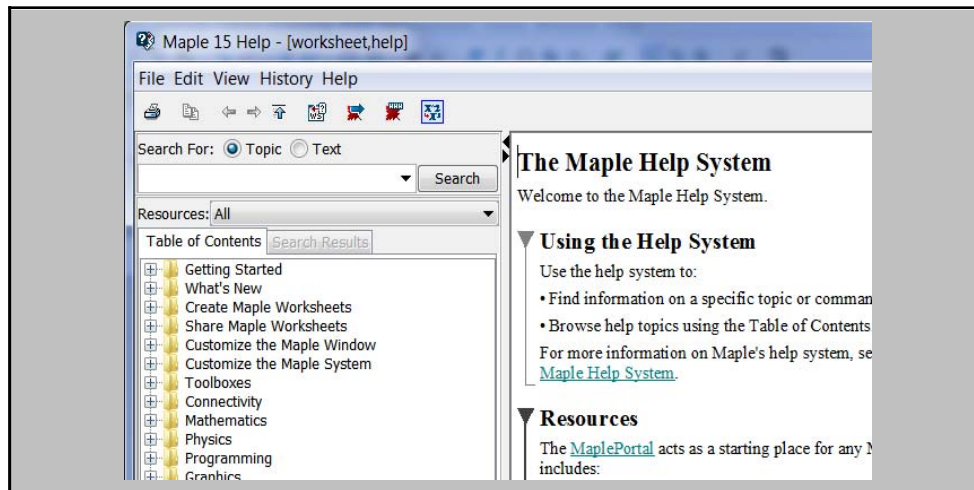 Maple 15 Help - [worksheet,help]
File Edit View History Help
Search For: Topic Text
Search
Resources: All
Table of Contents Search Results
Getting Started
What's New
Create Maple Worksheets
Share Maple Worksheets
Customize the Maple Window
Customize the Maple System
Toolboxes
Connectivity
Mathematics
Physics
Programming
Graphics
The Maple Help System
Welcome to the Maple Help System.
Using the Help System
Use the help system to:
• Find information on a specific topic or comman
• Browse help topics using the Table of Contents
For more information on Maple's help system, se
Maple Help System.
Resources
The MaplePortal acts as a starting place for any
includes: